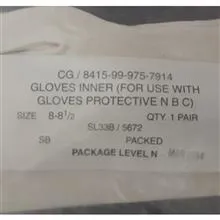 CG / 8415-99-975-7914
GLOVES INNER (FOR USE WITH
GLOVES PROTECTIVE N B C)
SIZE 8-8½ QTY 1 PAIR
SL33B / 5672
SB PACKED
PACKAGE LEVEL N